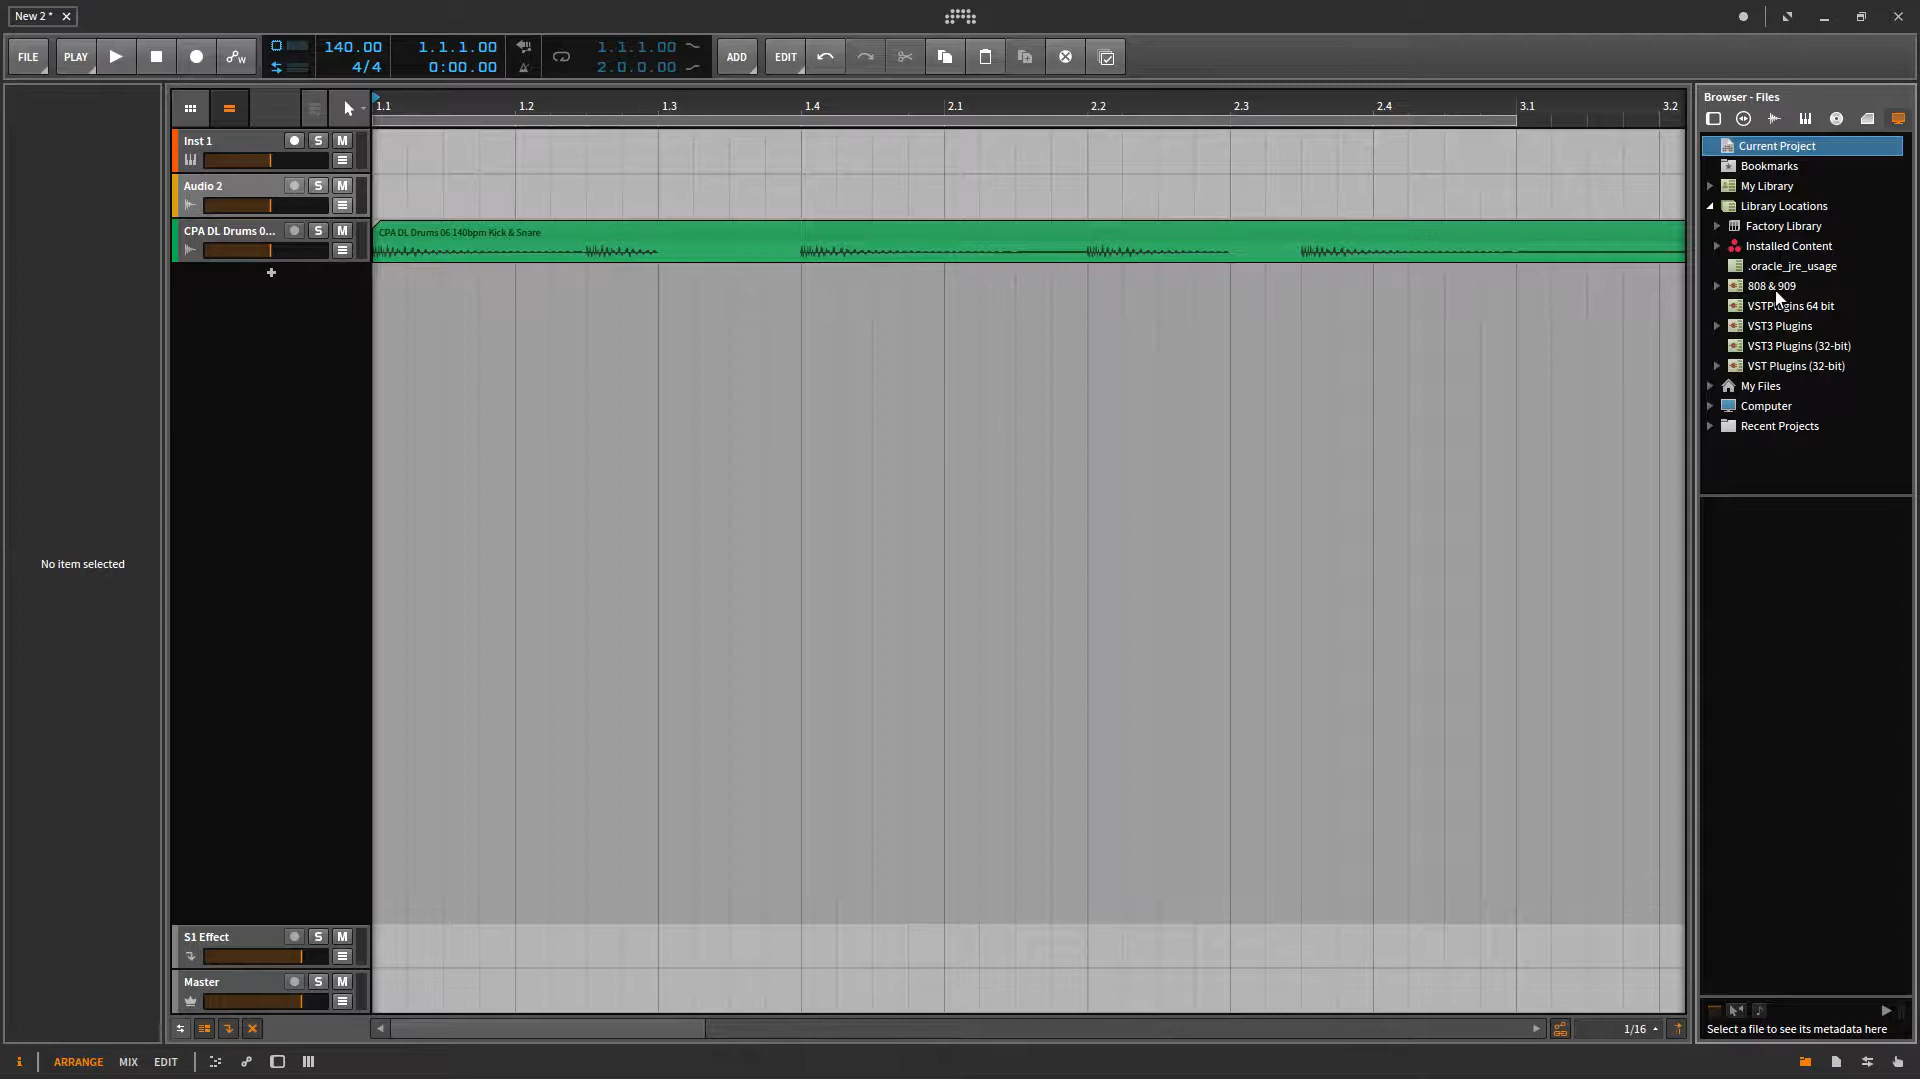 New 2 *
FILE
PLAY
140.00
4/4
1.1.1.00
0:00.00
1.1.1.00
2.0.0.00
ADD
EDIT
1.1
1.2
1.3
1.4
2.1
2.2
2.3
2.4
3.1
3.2
Inst 1
S
M
Audio 2
S
M
CPA DL Drums 0...
S
M
CPA DL Drums 06 140bpm Kick & Snare
No item selected
S1 Effect
S
M
Master
S
M
1/16
Browser - Files
Current Project
Bookmarks
My Library
Library Locations
Factory Library
Installed Content
.oracle_jre_usage
808 & 909
VSTPlugins 64 bit
VST3 Plugins
VST3 Plugins (32-bit)
VST Plugins (32-bit)
My Files
Computer
Recent Projects
Select a file to see its metadata here
i
ARRANGE
MIX
EDIT